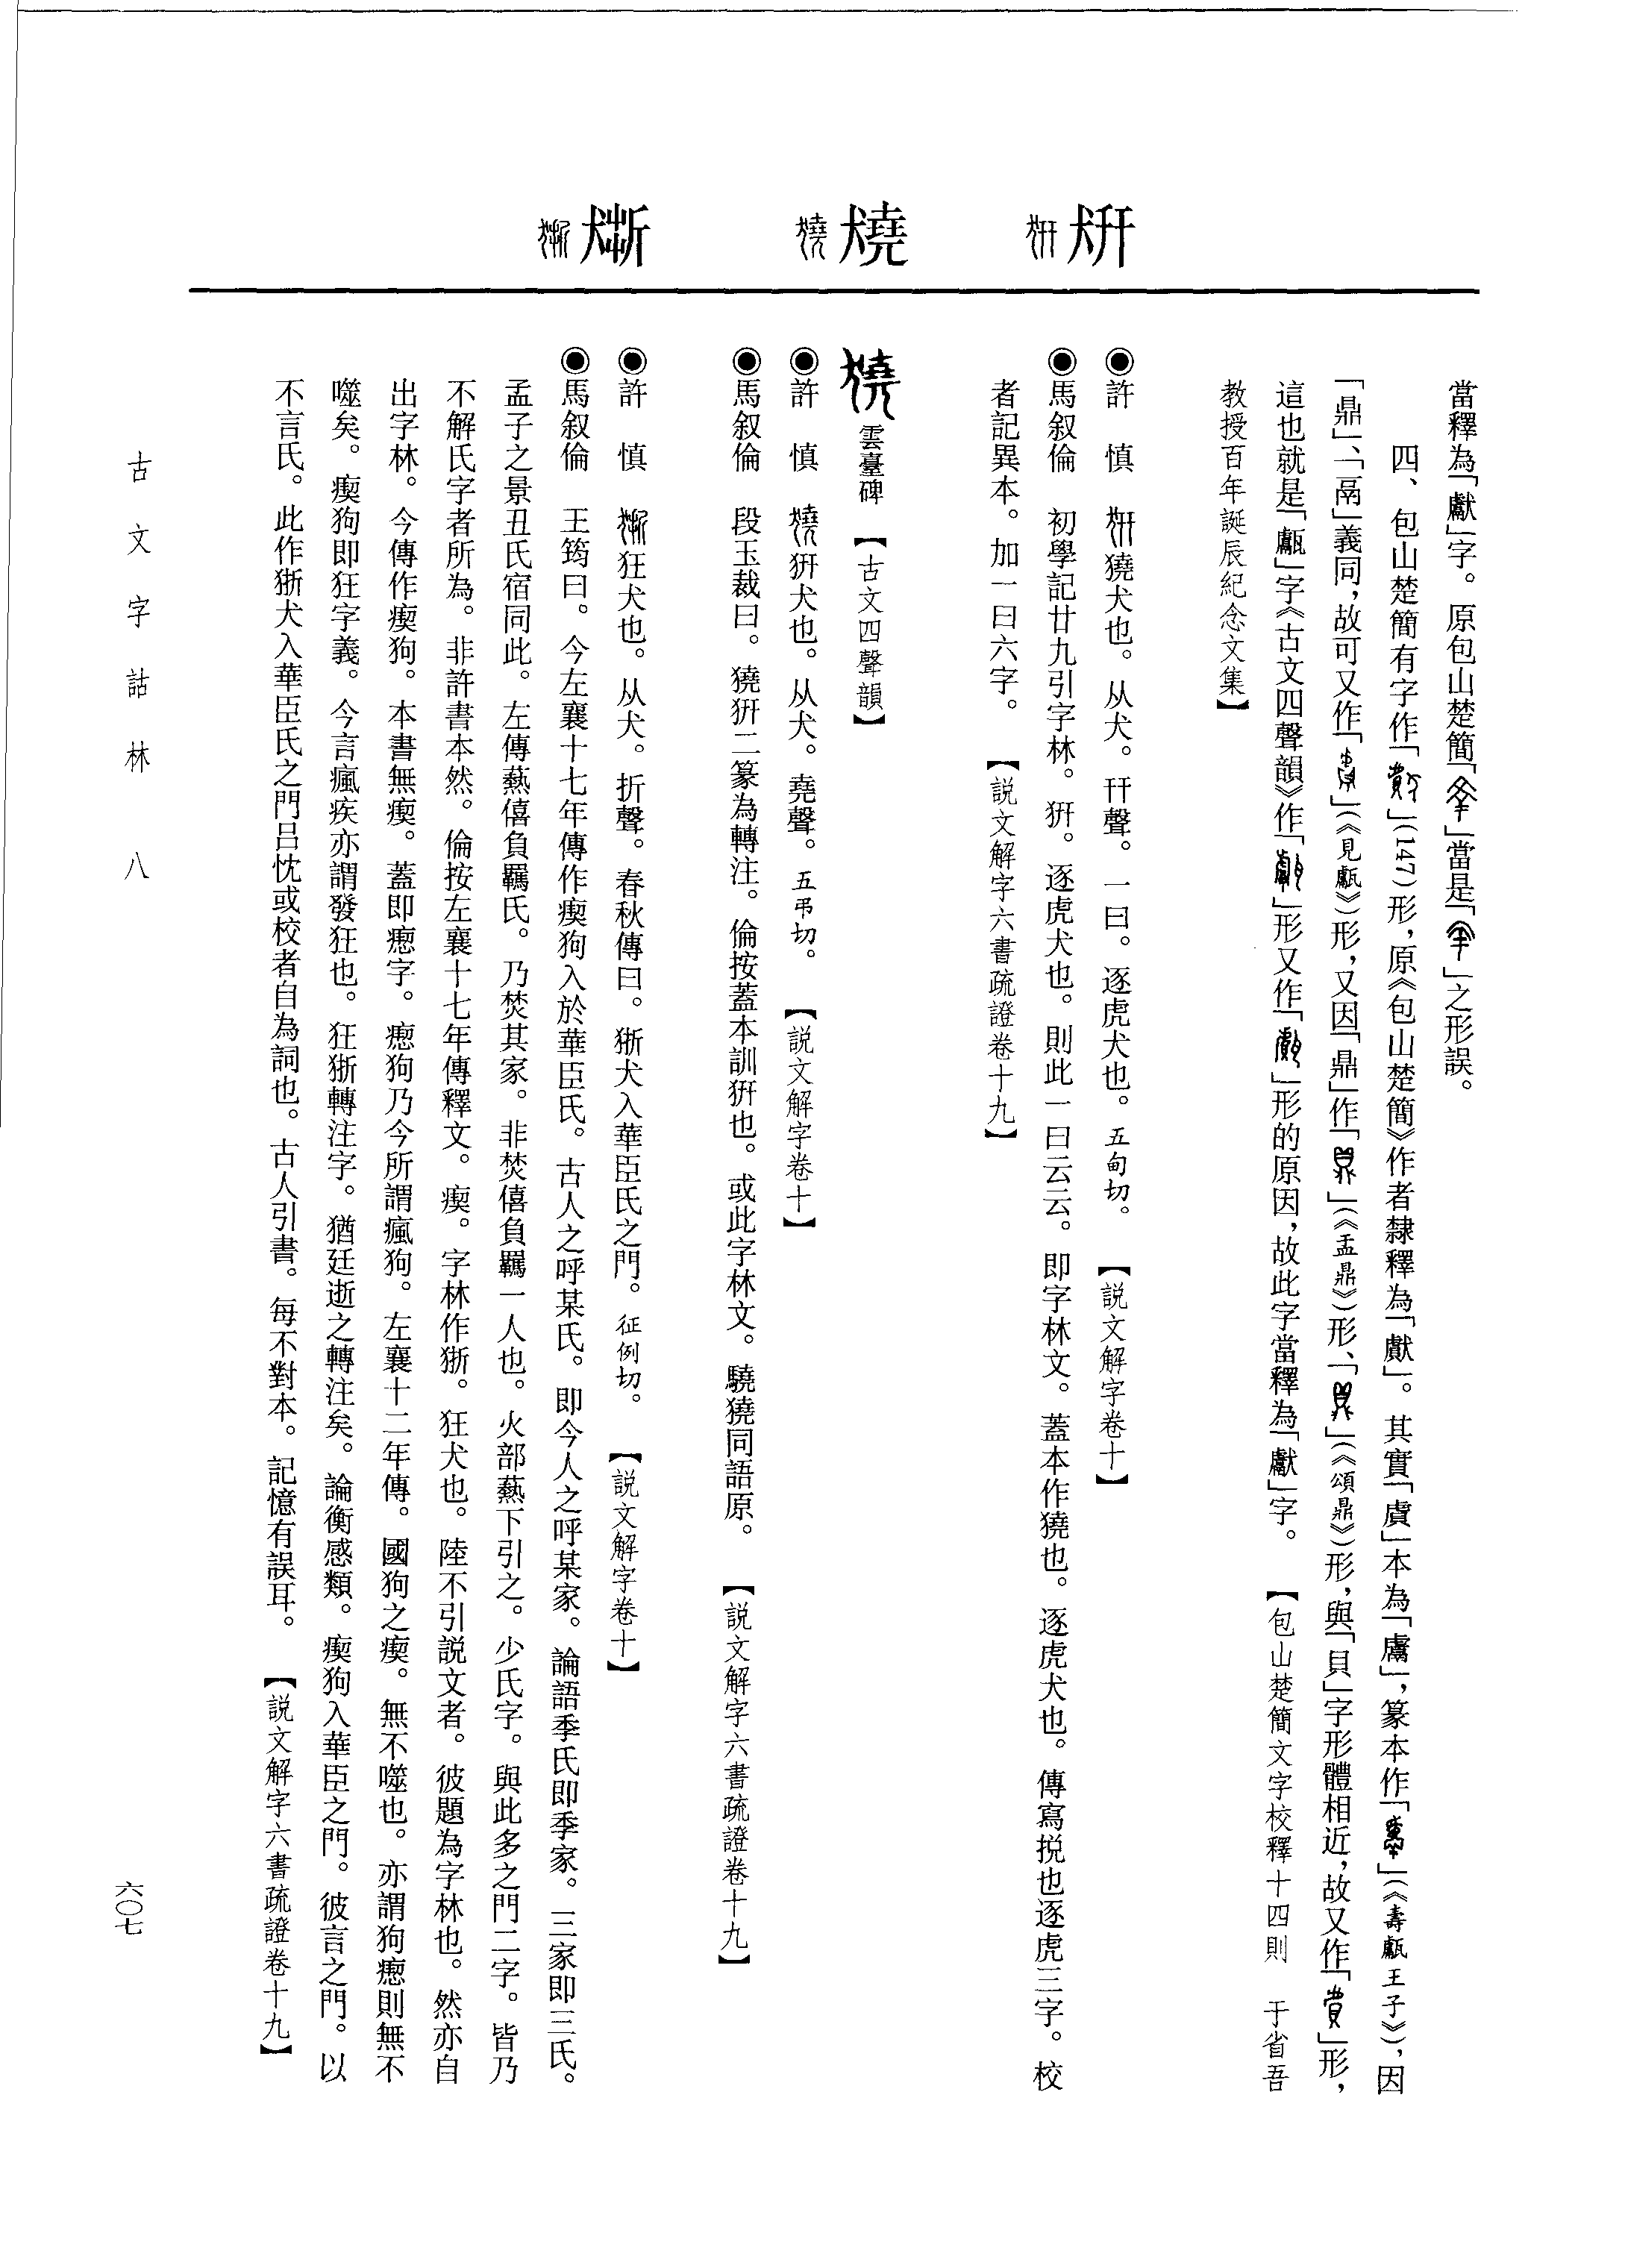 猂
獟
狾
當釋為「獻」字。原包山楚簡「」當是「」之形誤。
四、包山楚簡有字作「」(147)形，原《包山楚簡》作者隸釋為「獻」。其實「」本為「鬳」，篆本作「」(《壽甗王子》)，因
「鼎」、「鬲」義同，故可又作「」(《見甗》)形，又因「鼎」作「」(《盂鼎》)形、「」(《頌鼎》)形，與「貝」字形體相近，故又作「」形，
這也就是「甗」字《古文四聲韻》作「」形又作「」形的原因，故此字當釋為「獻」字。　【包山楚簡文字校釋十四則　于省吾
教授百年誕辰紀念文集】
◉許　慎　獟犬也。从犬。幵聲。一曰。逐虎犬也。五甸切。　【説文解字卷十】
◉馬叙倫　初學記廿九引字林。豣。逐虎犬也。則此一曰云云。即字林文。蓋本作獟也。逐虎犬也。傳寫挩也逐虎三字。校
者記異本。加一曰六字。　【説文解字六書疏證卷十九】
雲臺碑　【古文四聲韻】
◉許　慎　犬也。从犬。堯聲。五弔切。　【説文解字卷十】
◉馬叙倫　段玉裁曰。獟二篆為轉注。倫按蓋本訓也。或此字林文。驍獟同語原。　【説文解字六書疏證卷十九】
◉許　慎　狂犬也。从犬。折聲。春秋傳曰。狾犬入華臣氏之門。征例切。　【説文解字卷十】
◉馬叙倫　王筠曰。今左襄十七年傳作瘈狗入於華臣氏。古人之呼某氏。即今人之呼某家。論語季氏即季家。三家即三氏。
孟子之景丑氏宿同此。左傳爇僖負羈氏。乃焚其家。非焚僖負羈一人也。火部爇下引之。少氏字。與此多之門二字。皆乃
不解氏字者所為。非許書本然。倫按左襄十七年傳釋文。瘈。字林作狾。狂犬也。陸不引説文者。彼題為字林也。然亦自
出字林。今傳作瘈狗。本書無瘈。蓋即瘛字。瘛狗乃今所謂瘋狗。左襄十二年傳。國狗之瘈。無不噬也。亦謂狗瘛則無不
噬矣。瘈狗即狂字義。今言瘋疾亦謂發狂也。狂狾轉注字。猶廷逝之轉注矣。論衡感類。瘈狗入華臣之門。彼言之門。以
不言氏。此作狾犬入華臣氏之門呂忱或校者自為詞也。古人引書。每不對本。記憶有誤耳。　【説文解字六書疏證卷十九】
古文字詁林　八
六〇七